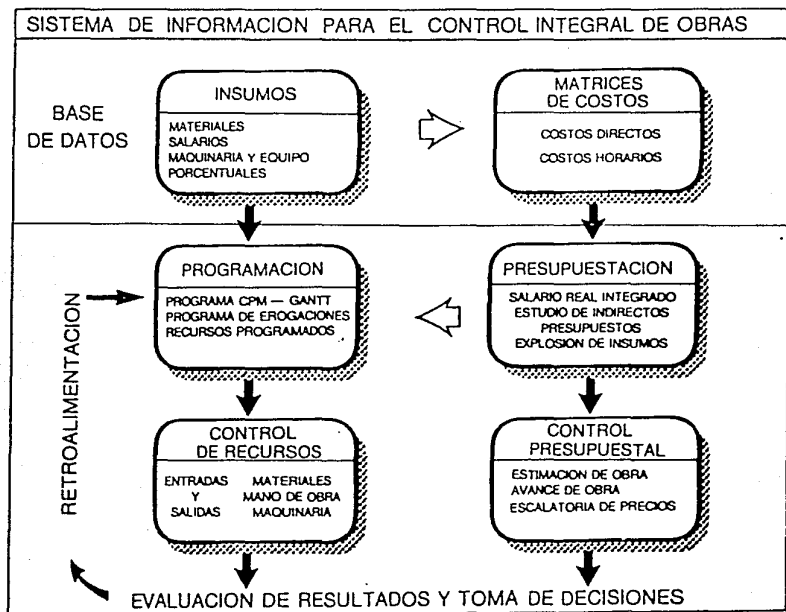 SISTEMA DE INFORMACION PARA EL CONTROL INTEGRAL DE OBRAS
BASE
DE DATOS
INSUMOS
MATERIALES
SALARIOS
MAQUINARIA Y EQUIPO
PORCENTUALES
MATRICES
DE COSTOS
COSTOS DIRECTOS
COSTOS HORARIOS
RETROALIMENTACION
PROGRAMACION
PROGRAMA CPM — GANTT
PROGRAMA DE EROGACIONES
RECURSOS PROGRAMADOS
PRESUPUESTACION
SALARIO REAL INTEGRADO
ESTUDIO DE INDIRECTOS
PRESUPUESTOS
EXPLOSION DE INSUMOS
CONTROL
DE RECURSOS
ENTRADAS MATERIALES
Y MANO DE OBRA
SALIDAS MAQUINARIA
CONTROL
PRESUPUESTAL
ESTIMACION DE OBRA
AVANCE DE OBRA
ESCALATORIA DE PRECIOS
EVALUACION DE RESULTADOS Y TOMA DE DECISIONES